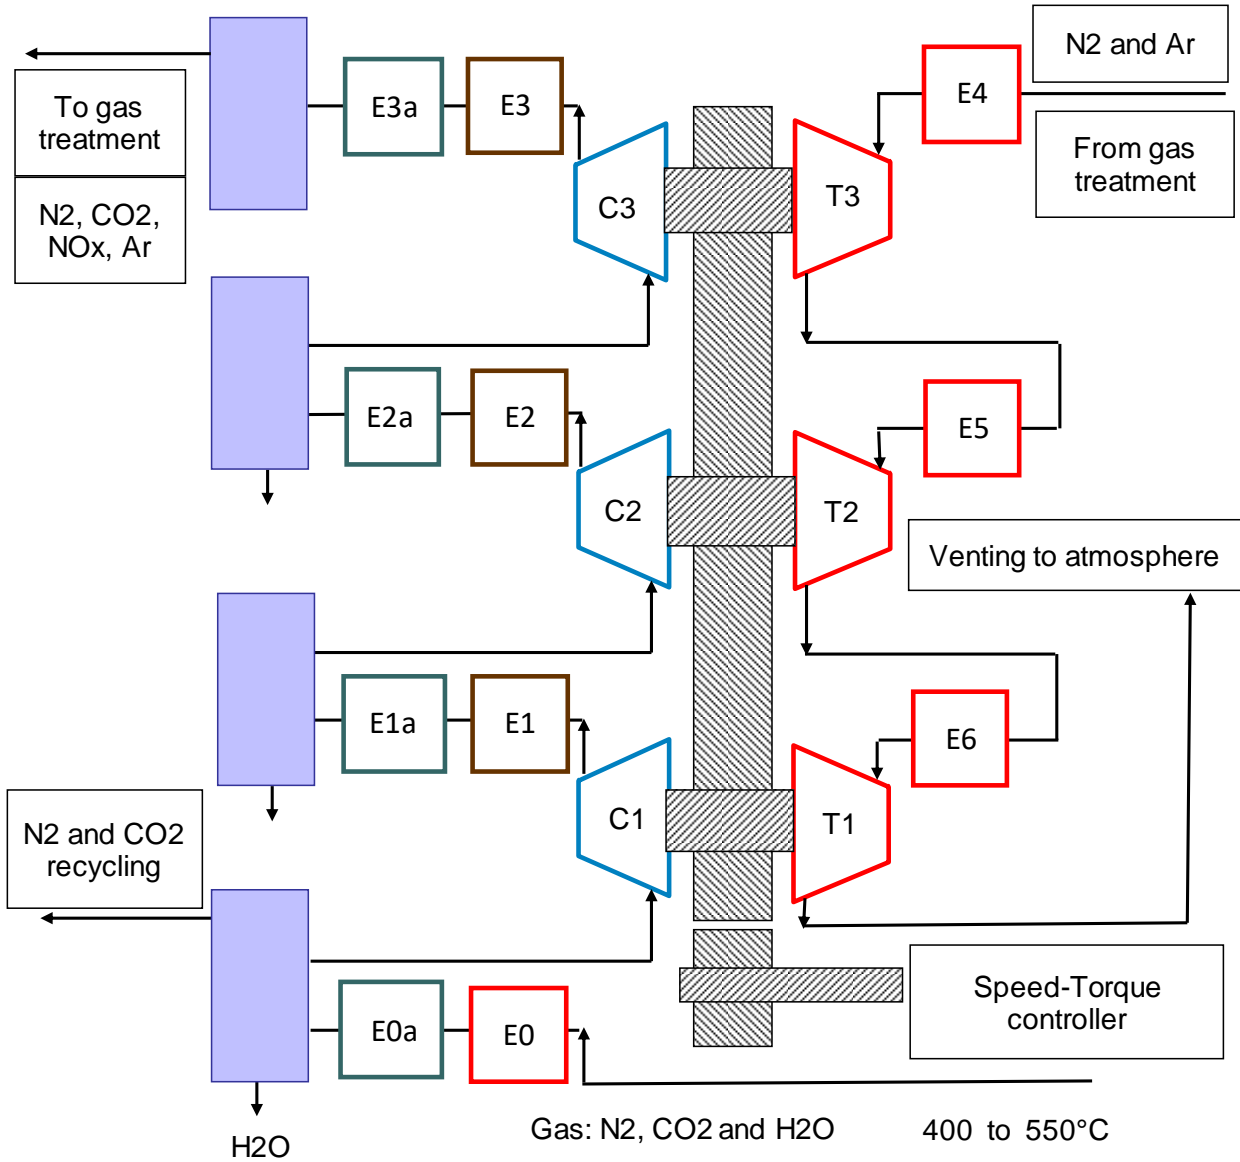 N2 and Ar
To gas
treatment
E3a
E3
E4
From gas
treatment
N2, CO2,
NOx, Ar
C3
T3
E2a
E2
E5
C2
T2
Venting to atmosphere
E1a
E1
E6
N2 and CO2
recycling
C1
T1
Speed-Torque
controller
E0a
E0
Gas: N2, CO2 and H2O 400 to 550°C
H2O